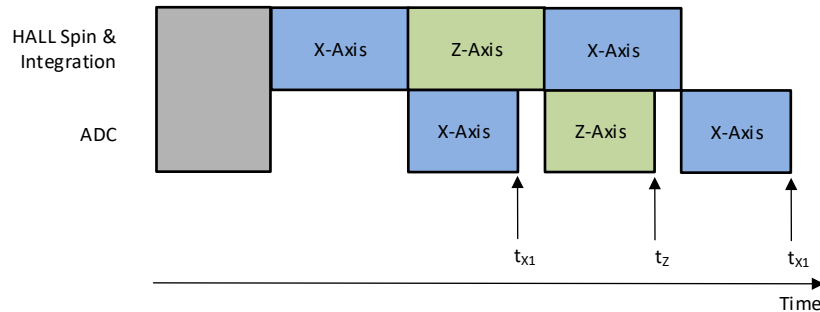 HALL Spin &
Integration
X-Axis
Z-Axis
X-Axis
ADC
X-Axis
Z-Axis
X-Axis
tX1
tZ
tX1
Time